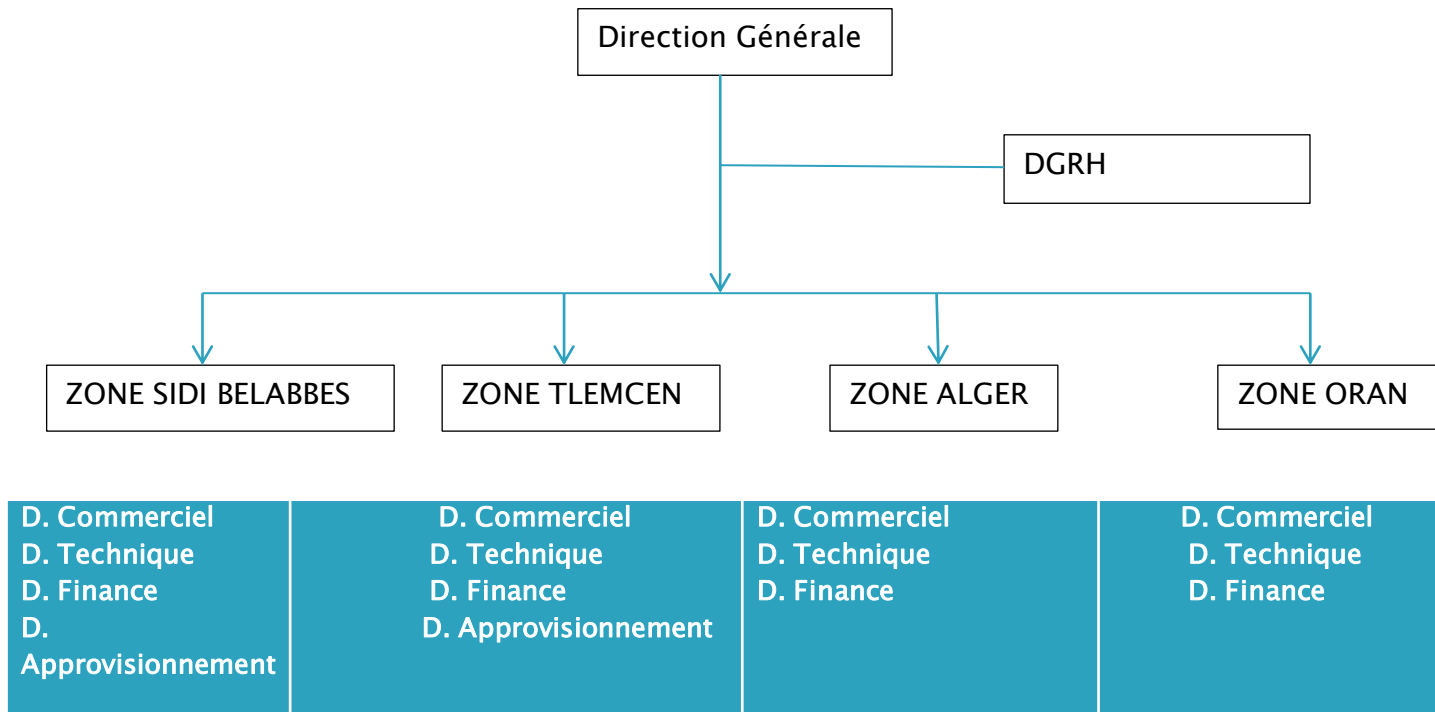 Direction Générale
DGRH
ZONE SIDI BELABBES
ZONE TLEMCEN
ZONE ALGER
ZONE ORAN
D. Commerciel
D. Technique
D. Finance
D.
Approvisionnement
D. Commerciel
D. Technique
D. Finance
D. Approvisionnement
D. Commerciel
D. Technique
D. Finance
D. Commerciel
D. Technique
D. Finance